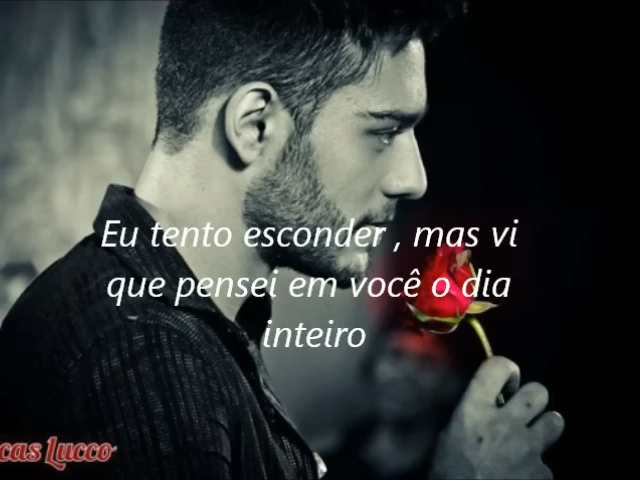 Eu tento esconder , mas vi
que pensei em você o dia
inteiro
cas Lucco